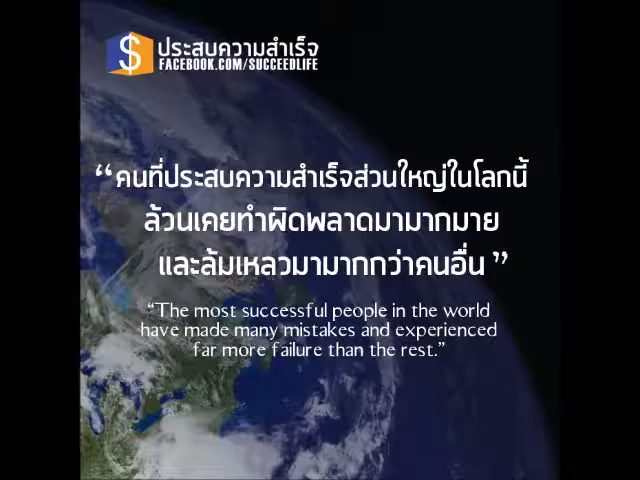 $ ประสบความสำเร็จ
FACEBOOK.COM/SUCCEEDLIFE
“คนที่ประสบความสำเร็จส่วนใหญ่ในโลกนี้
ล้วนเคยทำผิดพลาดมามากมาย
และล้มเหลวมามากกว่าคนอื่น”
“The most successful people in the world
have made many mistakes and experienced
far more failure than the rest.”